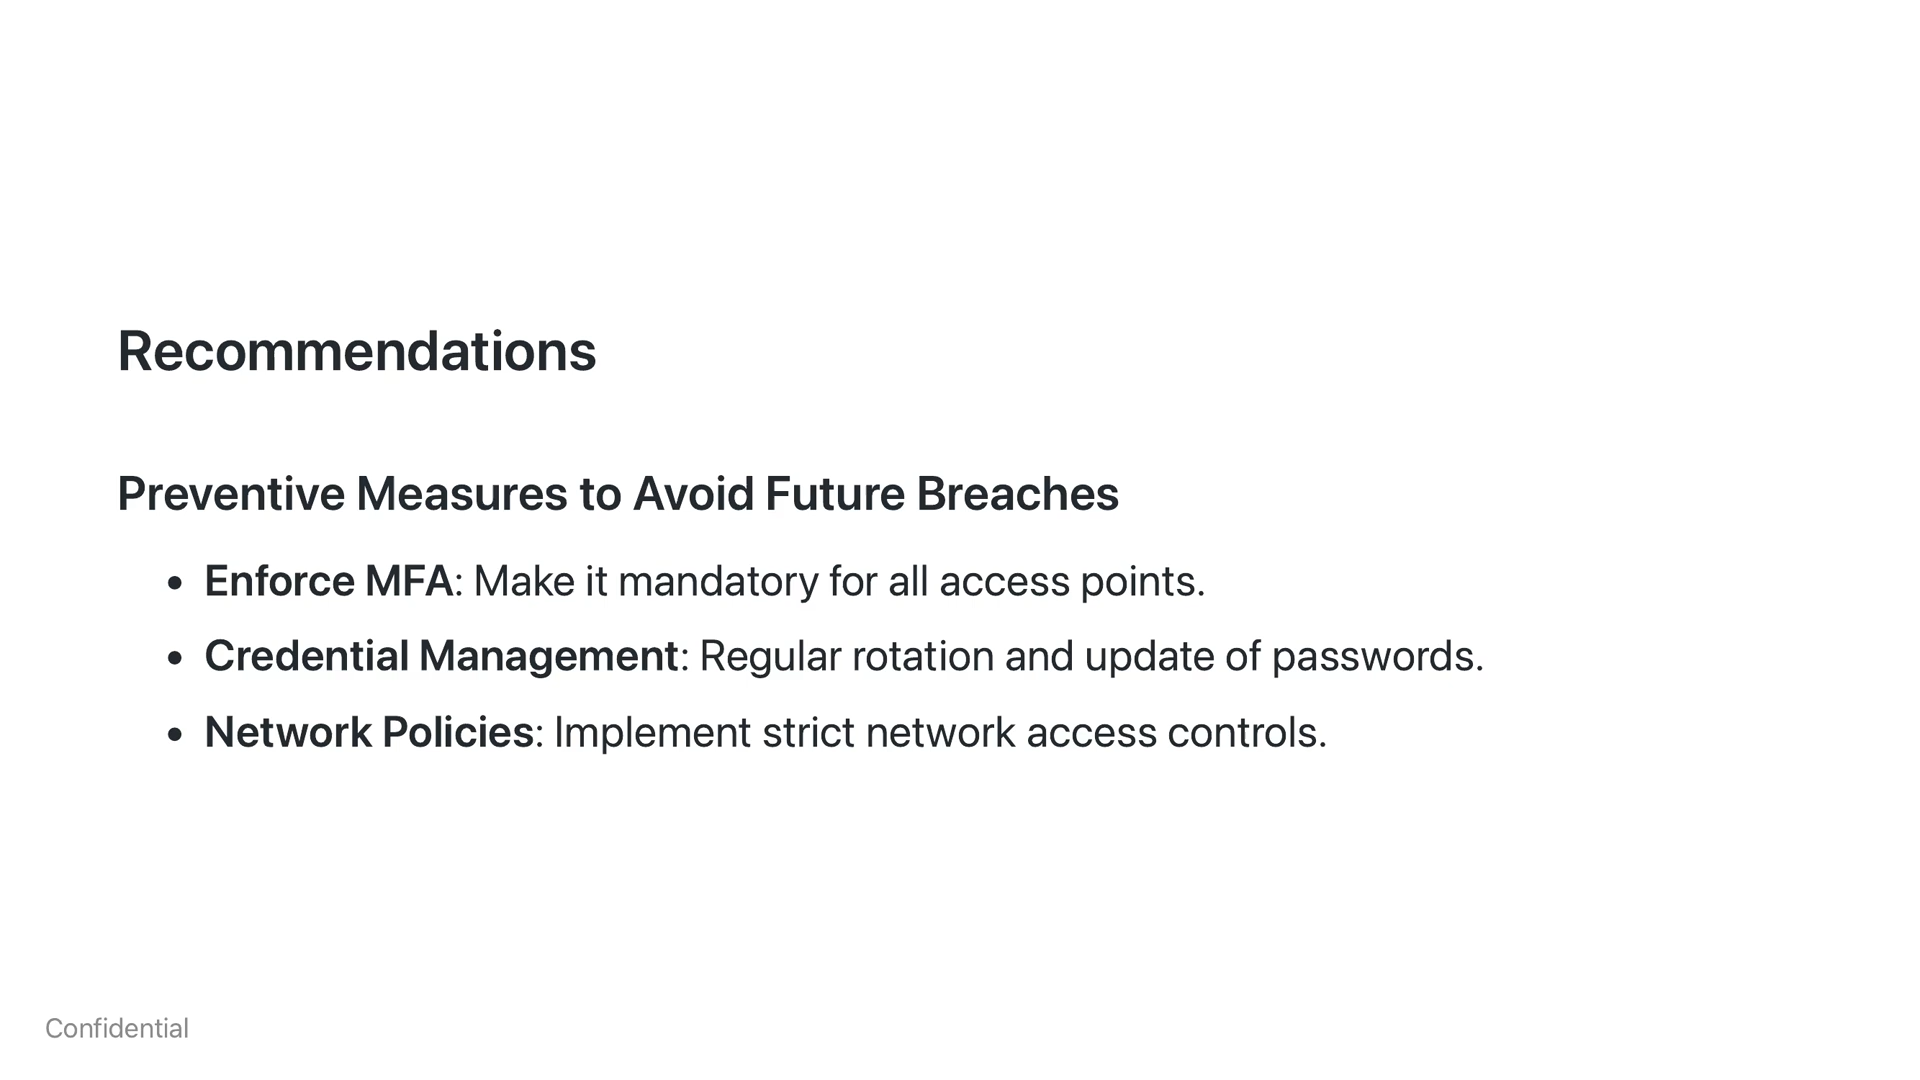 Recommendations
Preventive Measures to Avoid Future Breaches
• Enforce MFA: Make it mandatory for all access points.
• Credential Management: Regular rotation and update of passwords.
• Network Policies: Implement strict network access controls.
Confidential